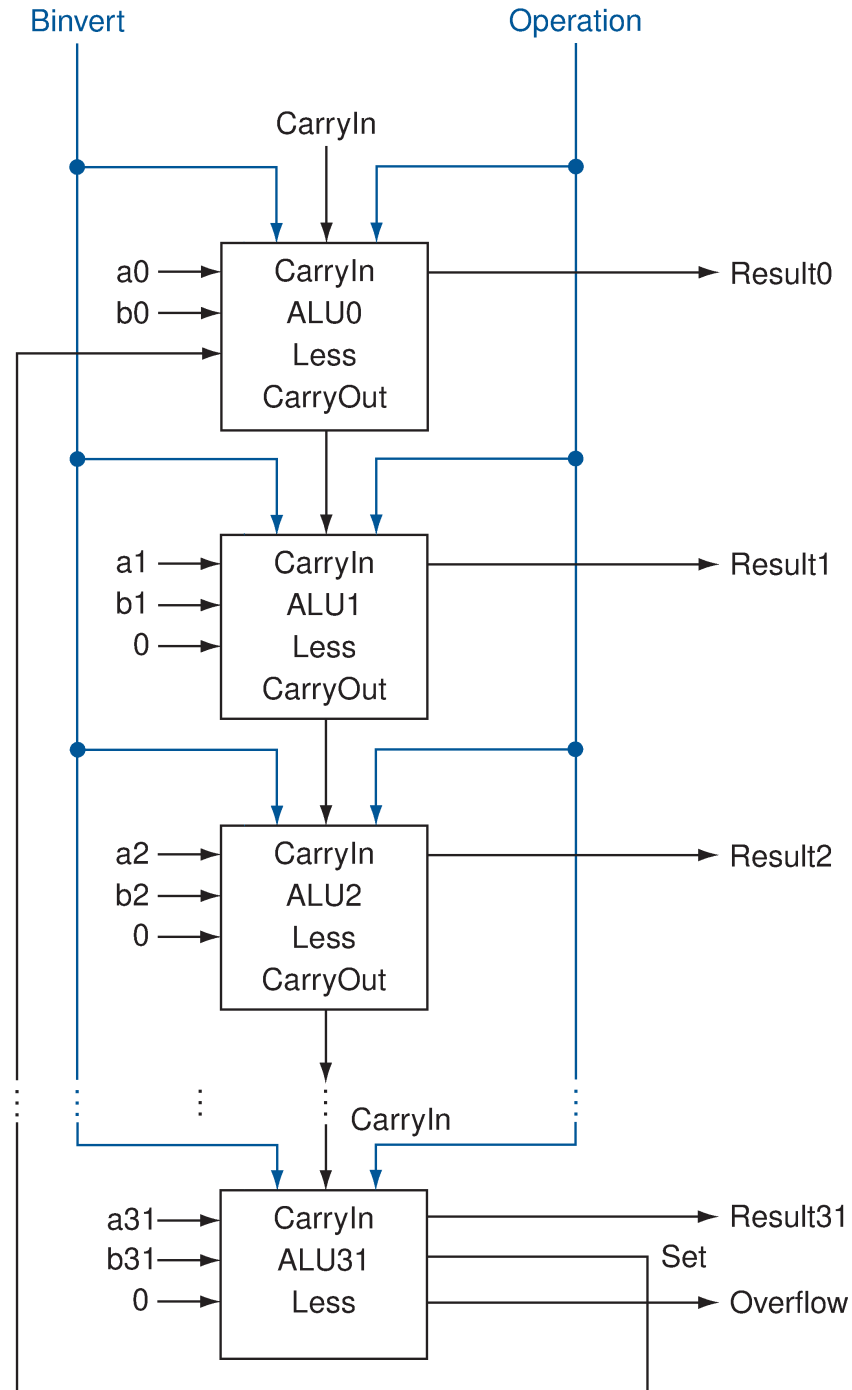 Binvert
Operation
CarryIn
a0
b0
CarryIn
ALU0
Less
CarryOut
Result0
a1
b1
0
CarryIn
ALU1
Less
CarryOut
Result1
a2
b2
0
CarryIn
ALU2
Less
CarryOut
Result2
CarryIn
a31
b31
0
CarryIn
ALU31
Less
Result31
Set
Overflow